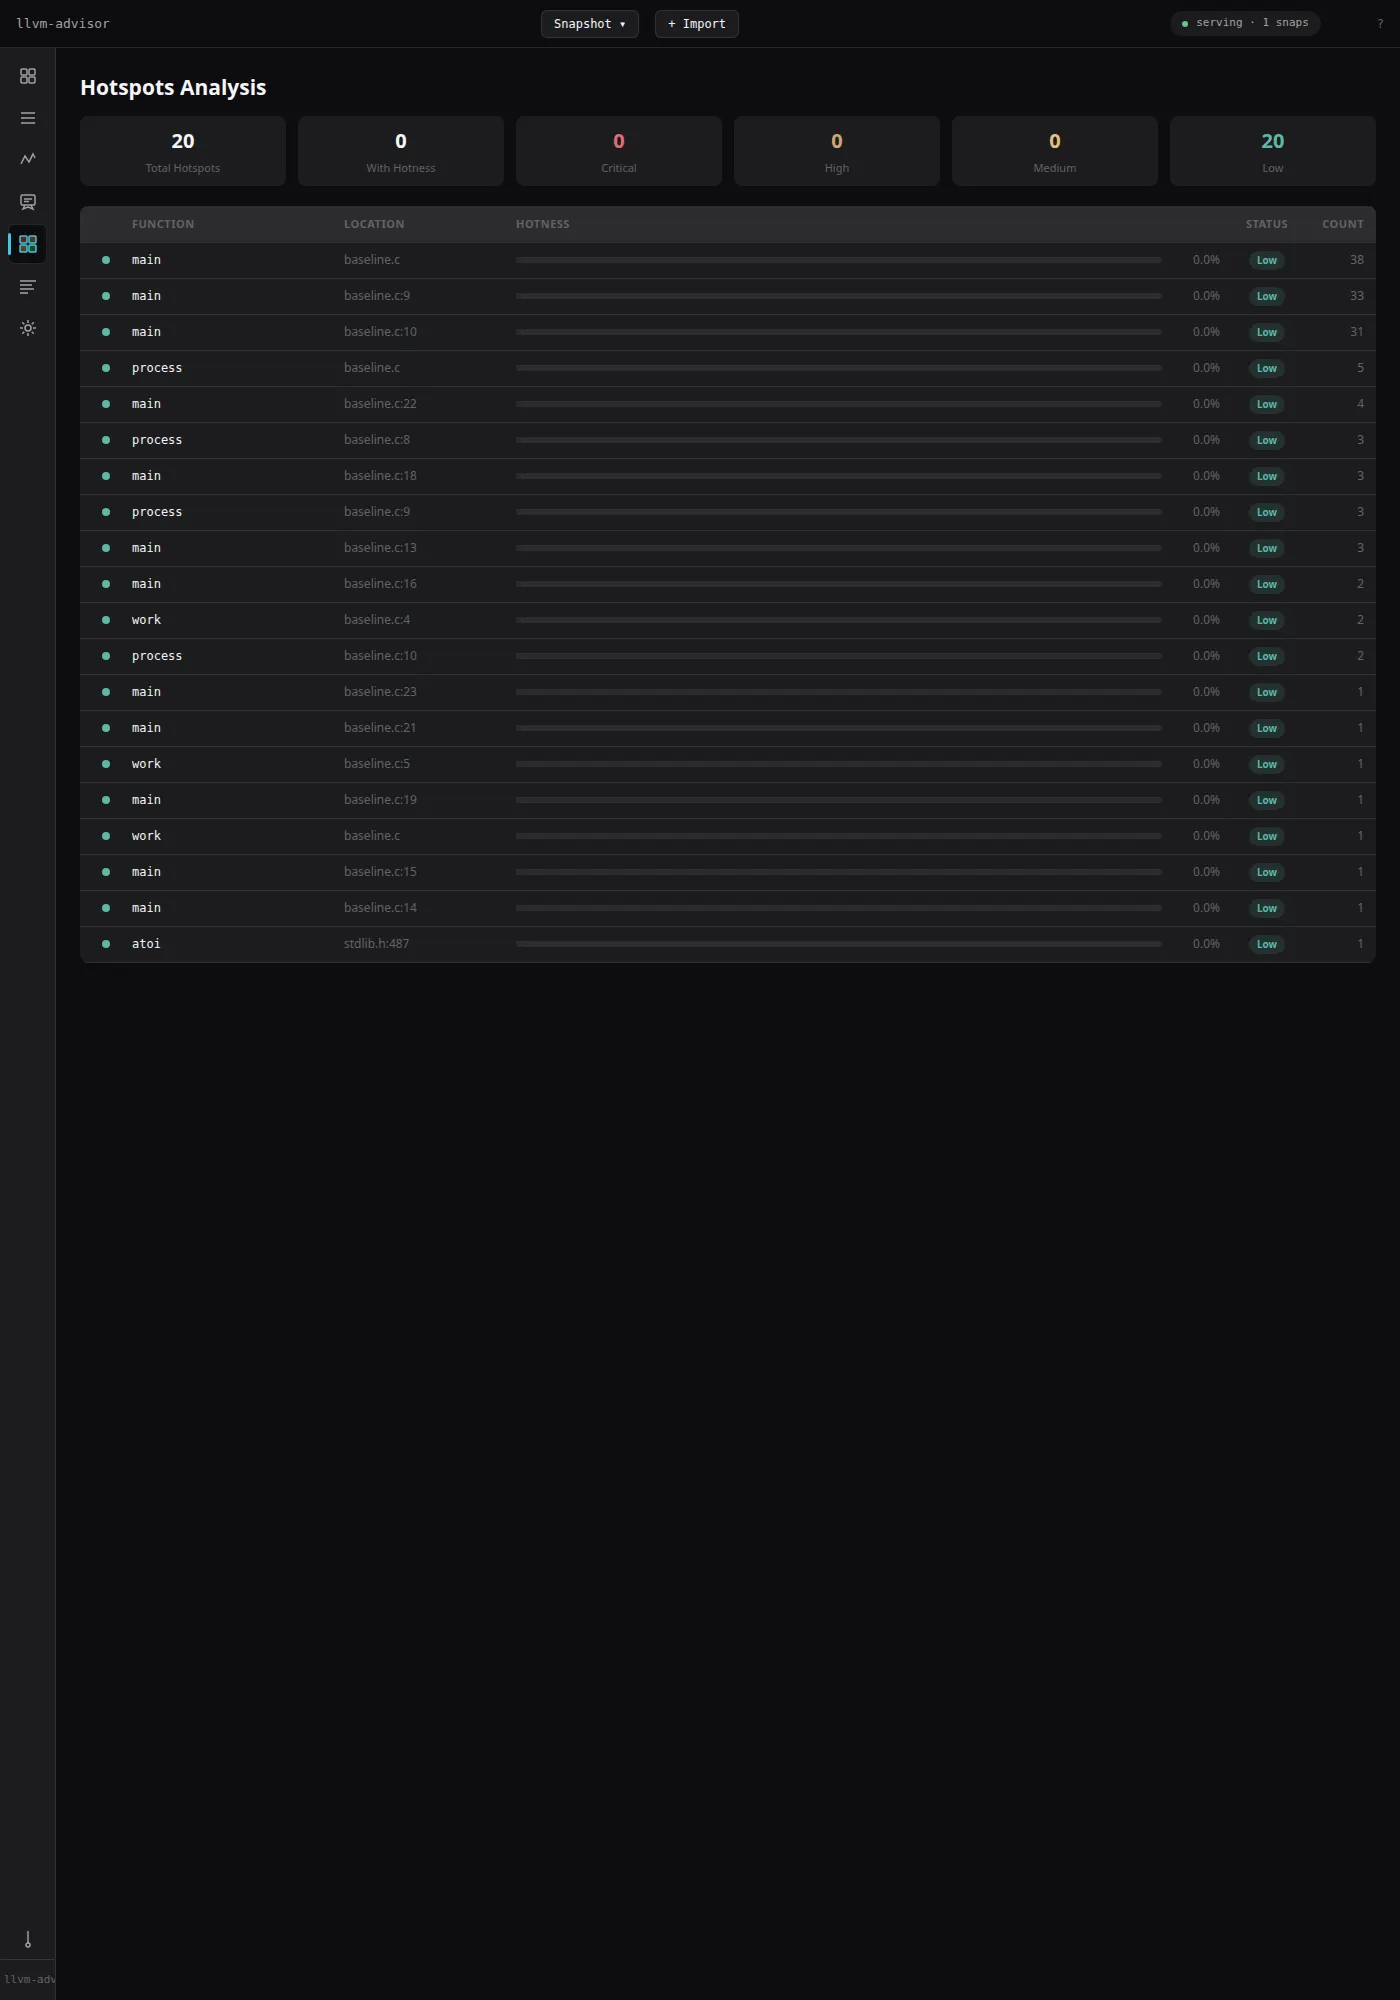 llvm-advisor Snapshot ▾ + Import serving · 1 snaps ?
Hotspots Analysis
20 0 0 0 0 20
Total Hotspots With Hotness Critical High Medium Low
FUNCTION LOCATION HOTNESS STATUS COUNT
main baseline.c 0.0% Low 38
main baseline.c:9 0.0% Low 33
main baseline.c:10 0.0% Low 31
process baseline.c 0.0% Low 5
main baseline.c:22 0.0% Low 4
process baseline.c:8 0.0% Low 3
main baseline.c:18 0.0% Low 3
process baseline.c:9 0.0% Low 3
main baseline.c:13 0.0% Low 3
main baseline.c:16 0.0% Low 2
work baseline.c:4 0.0% Low 2
process baseline.c:10 0.0% Low 2
main baseline.c:23 0.0% Low 1
main baseline.c:21 0.0% Low 1
work baseline.c:5 0.0% Low 1
main baseline.c:19 0.0% Low 1
work baseline.c 0.0% Low 1
main baseline.c:15 0.0% Low 1
main baseline.c:14 0.0% Low 1
atoi stdlib.h:487 0.0% Low 1
llvm-adv